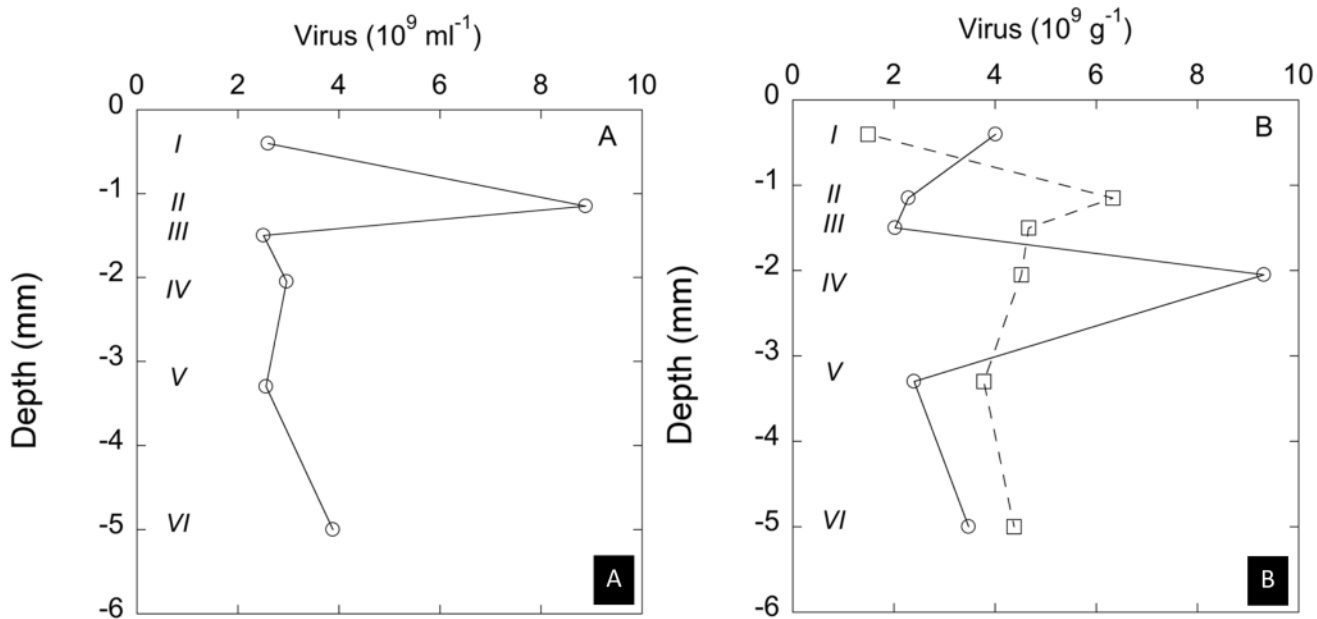 Virus (10⁹ ml⁻¹)
0 2 4 6 8 10
0
-1
-2
-3
-4
-5
-6
Depth (mm)
I
II
III
IV
V
VI
A
A
Virus (10⁹ g⁻¹)
0 2 4 6 8 10
0
-1
-2
-3
-4
-5
-6
Depth (mm)
I
II
III
IV
V
VI
B
B